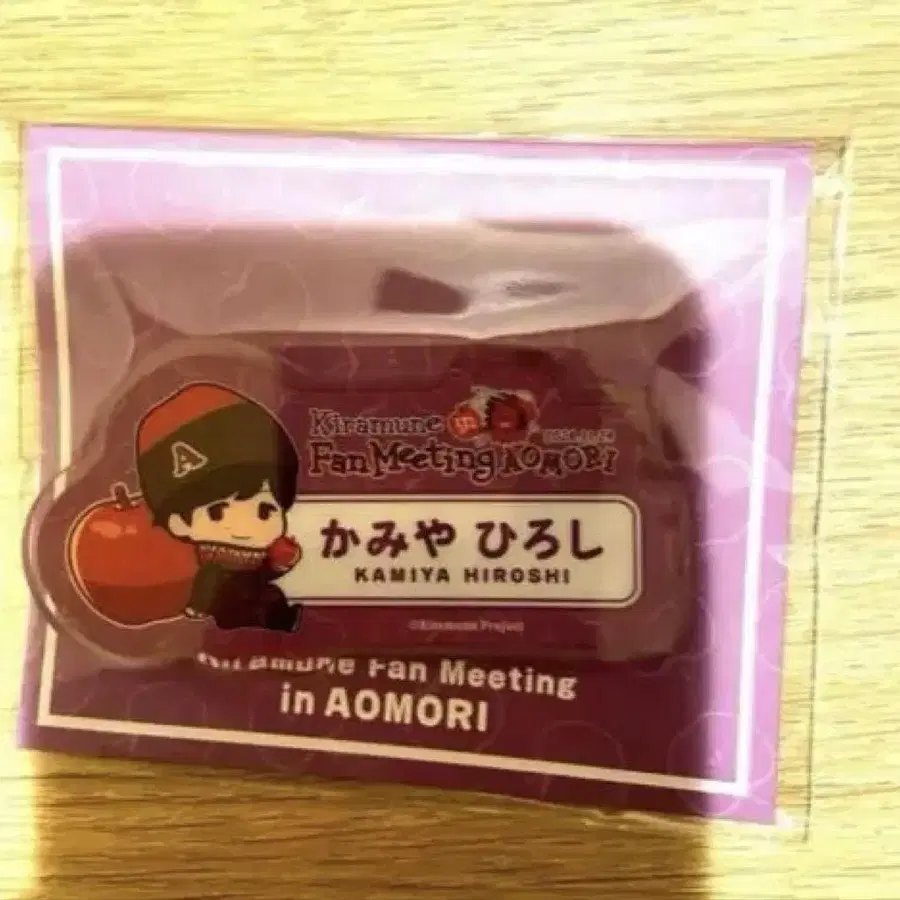 Kiramune in
Fan Meeting AOMORI
A
かみや ひろし
KAMIYA HIROSHI
©Kiramune Project
Kiramune Fan Meeting
in AOMORI